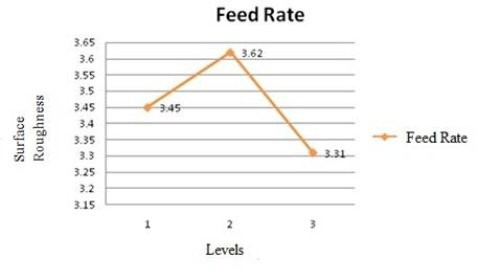 Feed Rate
3.65
3.6
3.55
3.5
3.45
3.4
3.35
3.3
3.25
3.2
3.15
3.45
3.62
3.31
1 2 3
Surface
Roughness
Levels
Feed Rate